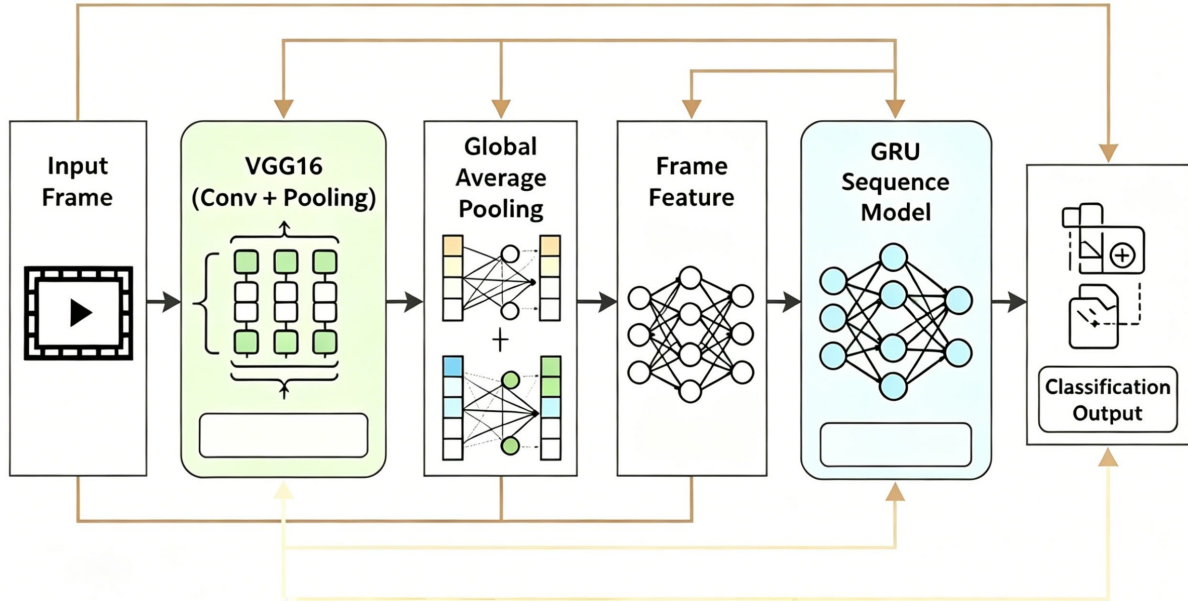 Input
Frame
VGG16
(Conv + Pooling)
Global
Average
Pooling
+
Frame
Feature
GRU
Sequence
Model
Classification
Output